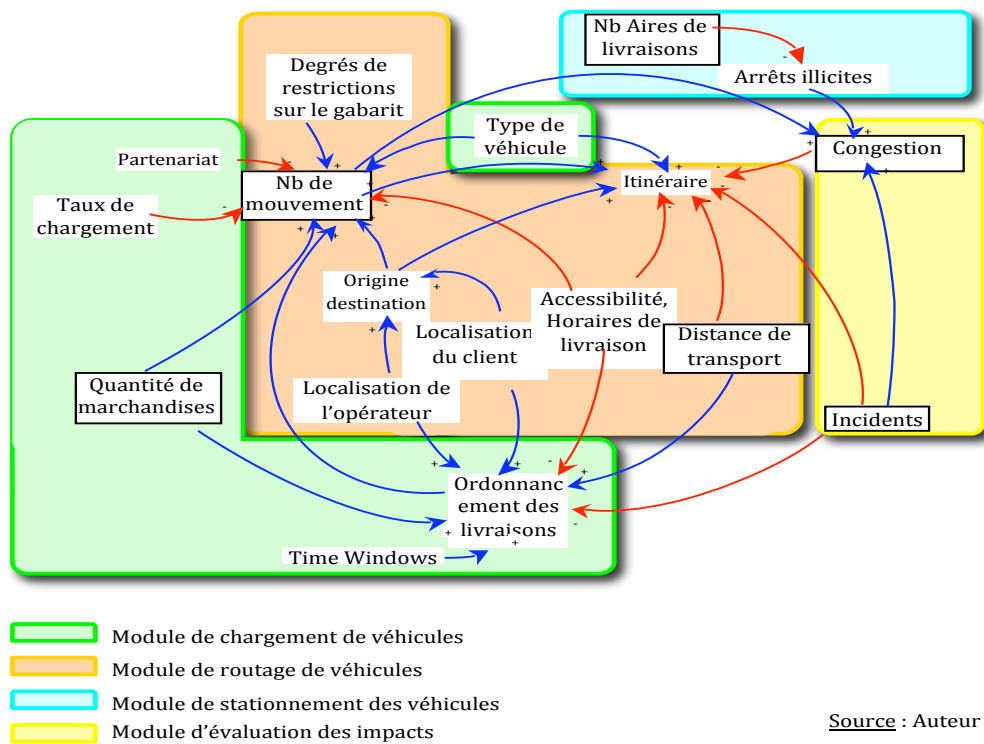 Nb Aires de
livraisons
-
Arrêts illicites
Degrés de
restrictions
sur le gabarit
Type de
véhicule
+
+
Congestion
Partenariat
-
+
+
+
+
-
Nb de
mouvement
+
-
Itinéraire
-
-
-
+
Taux de
chargement
-
+
+
+
Origine
destination
+
+
Accessibilité,
Horaires de
livraison
Localisation
du client
Distance de
transport
Quantité de
marchandises
Localisation de
l'opérateur
Incidents
+
+
-
+
Ordonnanc
ement des
livraisons
+
+
-
Time Windows
Module de chargement de véhicules
Module de routage de véhicules
Module de stationnement des véhicules
Module d'évaluation des impacts
Source : Auteur